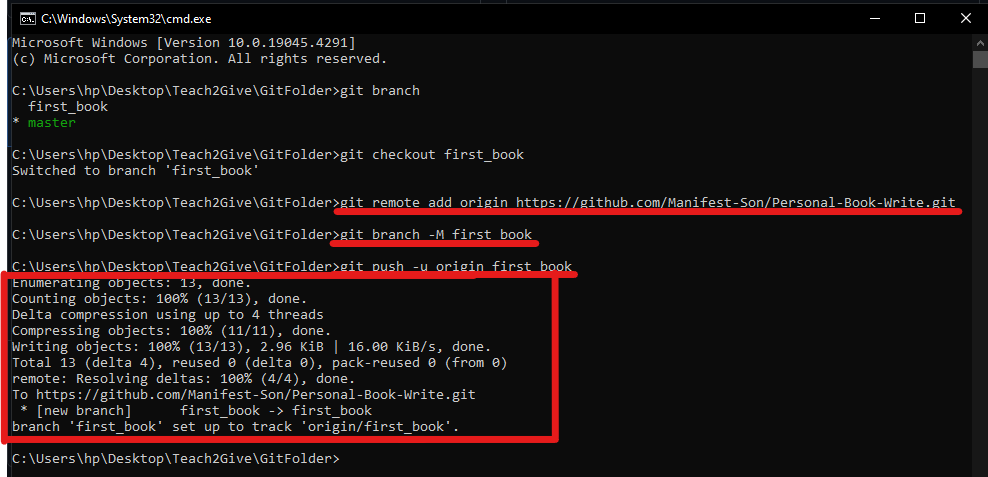 C:\Windows\System32\cmd.exe
Microsoft Windows [Version 10.0.19045.4291]
(c) Microsoft Corporation. All rights reserved.
C:\Users\hp\Desktop\Teach2Give\GitFolder>git branch
first_book
* master
C:\Users\hp\Desktop\Teach2Give\GitFolder>git checkout first_book
Switched to branch 'first_book'
C:\Users\hp\Desktop\Teach2Give\GitFolder>git remote add origin https://github.com/Manifest-Son/Personal-Book-Write.git
C:\Users\hp\Desktop\Teach2Give\GitFolder>git branch -M first_book
C:\Users\hp\Desktop\Teach2Give\GitFolder>git push -u origin first_book
Enumerating objects: 13, done.
Counting objects: 100% (13/13), done.
Delta compression using up to 4 threads
Compressing objects: 100% (11/11), done.
Writing objects: 100% (13/13), 2.96 KiB | 16.00 KiB/s, done.
Total 13 (delta 4), reused 0 (delta 0), pack-reused 0 (from 0)
remote: Resolving deltas: 100% (4/4), done.
To https://github.com/Manifest-Son/Personal-Book-Write.git
* [new branch]      first_book -> first_book
branch 'first_book' set up to track 'origin/first_book'.
C:\Users\hp\Desktop\Teach2Give\GitFolder>